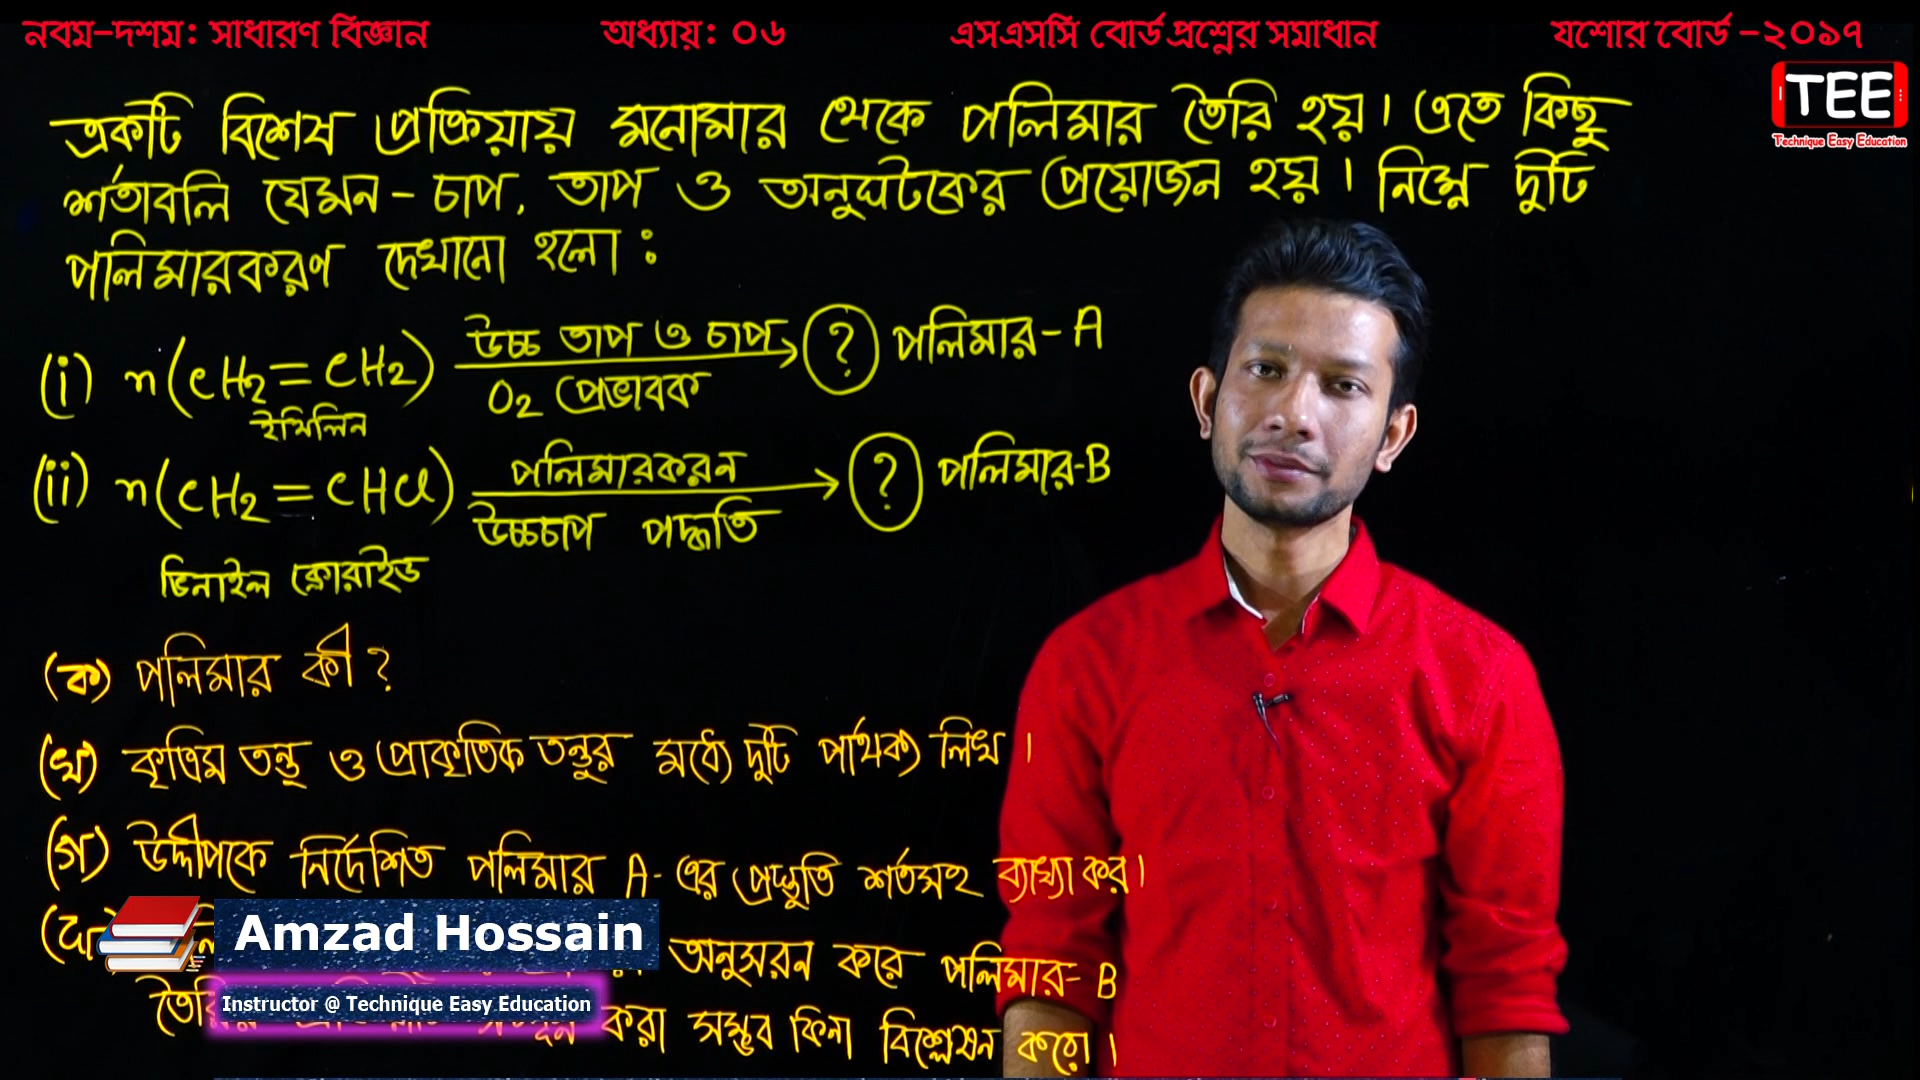 নবম-দশম: সাধারণ বিজ্ঞান অধ্যায়: ০৬ এসএসসি বোর্ড প্রশ্নের সমাধান যশোর বোর্ড -২০১৭
TEE
Technique Easy Education
একটি বিশেষ প্রক্রিয়ায় মনোমার থেকে পলিমার তৈরি হয়। এতে কিছু
শর্তাবলি যেমন - চাপ, তাপ ও অনুঘটকের প্রয়োজন হয়। নিম্নে দুটি
পলিমারকরণ দেখানো হলো :
উচ্চ তাপ ও চাপ
(i) n(CH2=CH2) ? পলিমার-A
O2 প্রভাবক
ইথিলিন
পলিমারকরন
(ii) n(CH2=CHCl) ? পলিমার-B
উচ্চচাপ পদ্ধতি
ভিনাইল ক্লোরাইড
(ক) পলিমার কী?
(খ) কৃত্রিম তন্তু ও প্রাকৃতিক তন্তুর মধ্যে দুটি পার্থক্য লিখ।
(গ) উদ্দীপকে নির্দেশিত পলিমার A-এর প্রস্তুতি শর্তসহ ব্যাখ্যা কর।
অনুসরন করে পলিমার-B
করা সম্ভব কিনা বিশ্লেষন করো।
Amzad Hossain
Instructor @ Technique Easy Education